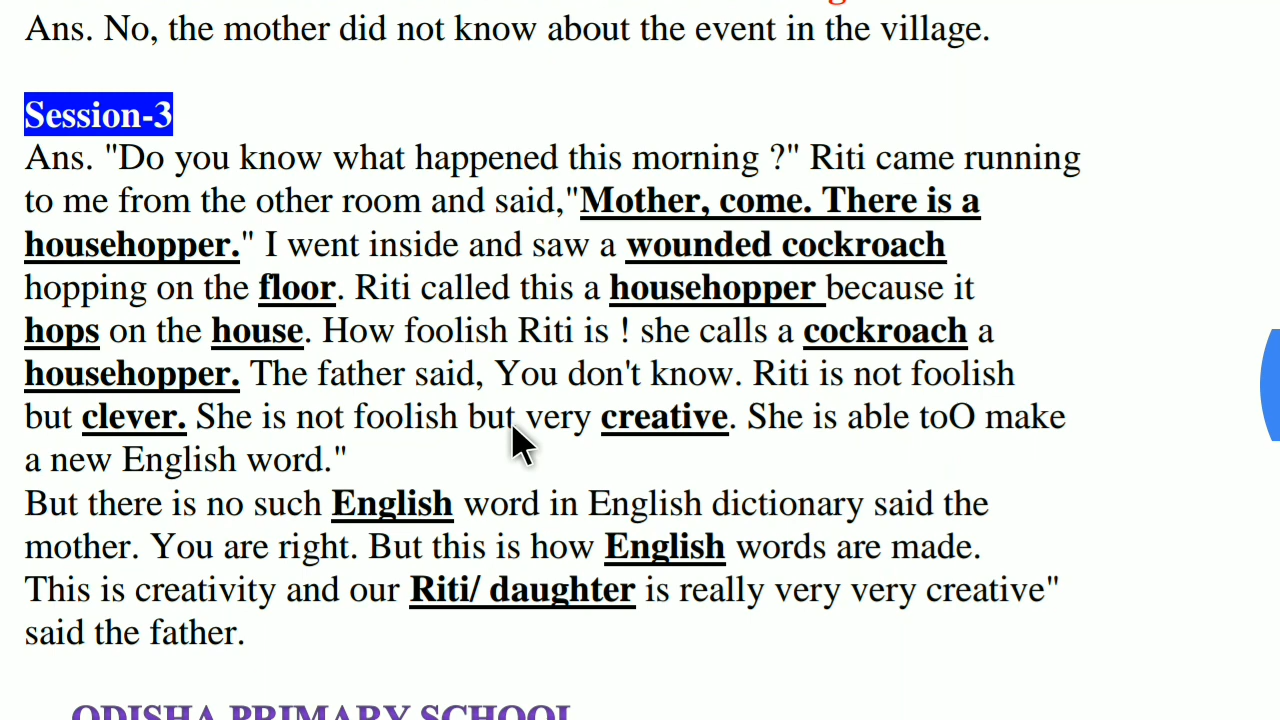 Ans. No, the mother did not know about the event in the village.
Session-3
Ans. "Do you know what happened this morning ?" Riti came running
to me from the other room and said,"Mother, come. There is a
househopper." I went inside and saw a wounded cockroach
hopping on the floor. Riti called this a househopper because it
hops on the house. How foolish Riti is ! she calls a cockroach a
househopper. The father said, You don't know. Riti is not foolish
but clever. She is not foolish but very creative. She is able toO make
a new English word."
But there is no such English word in English dictionary said the
mother. You are right. But this is how English words are made.
This is creativity and our Riti/ daughter is really very very creative"
said the father.
ODISHA PRIMARY SCHOOL